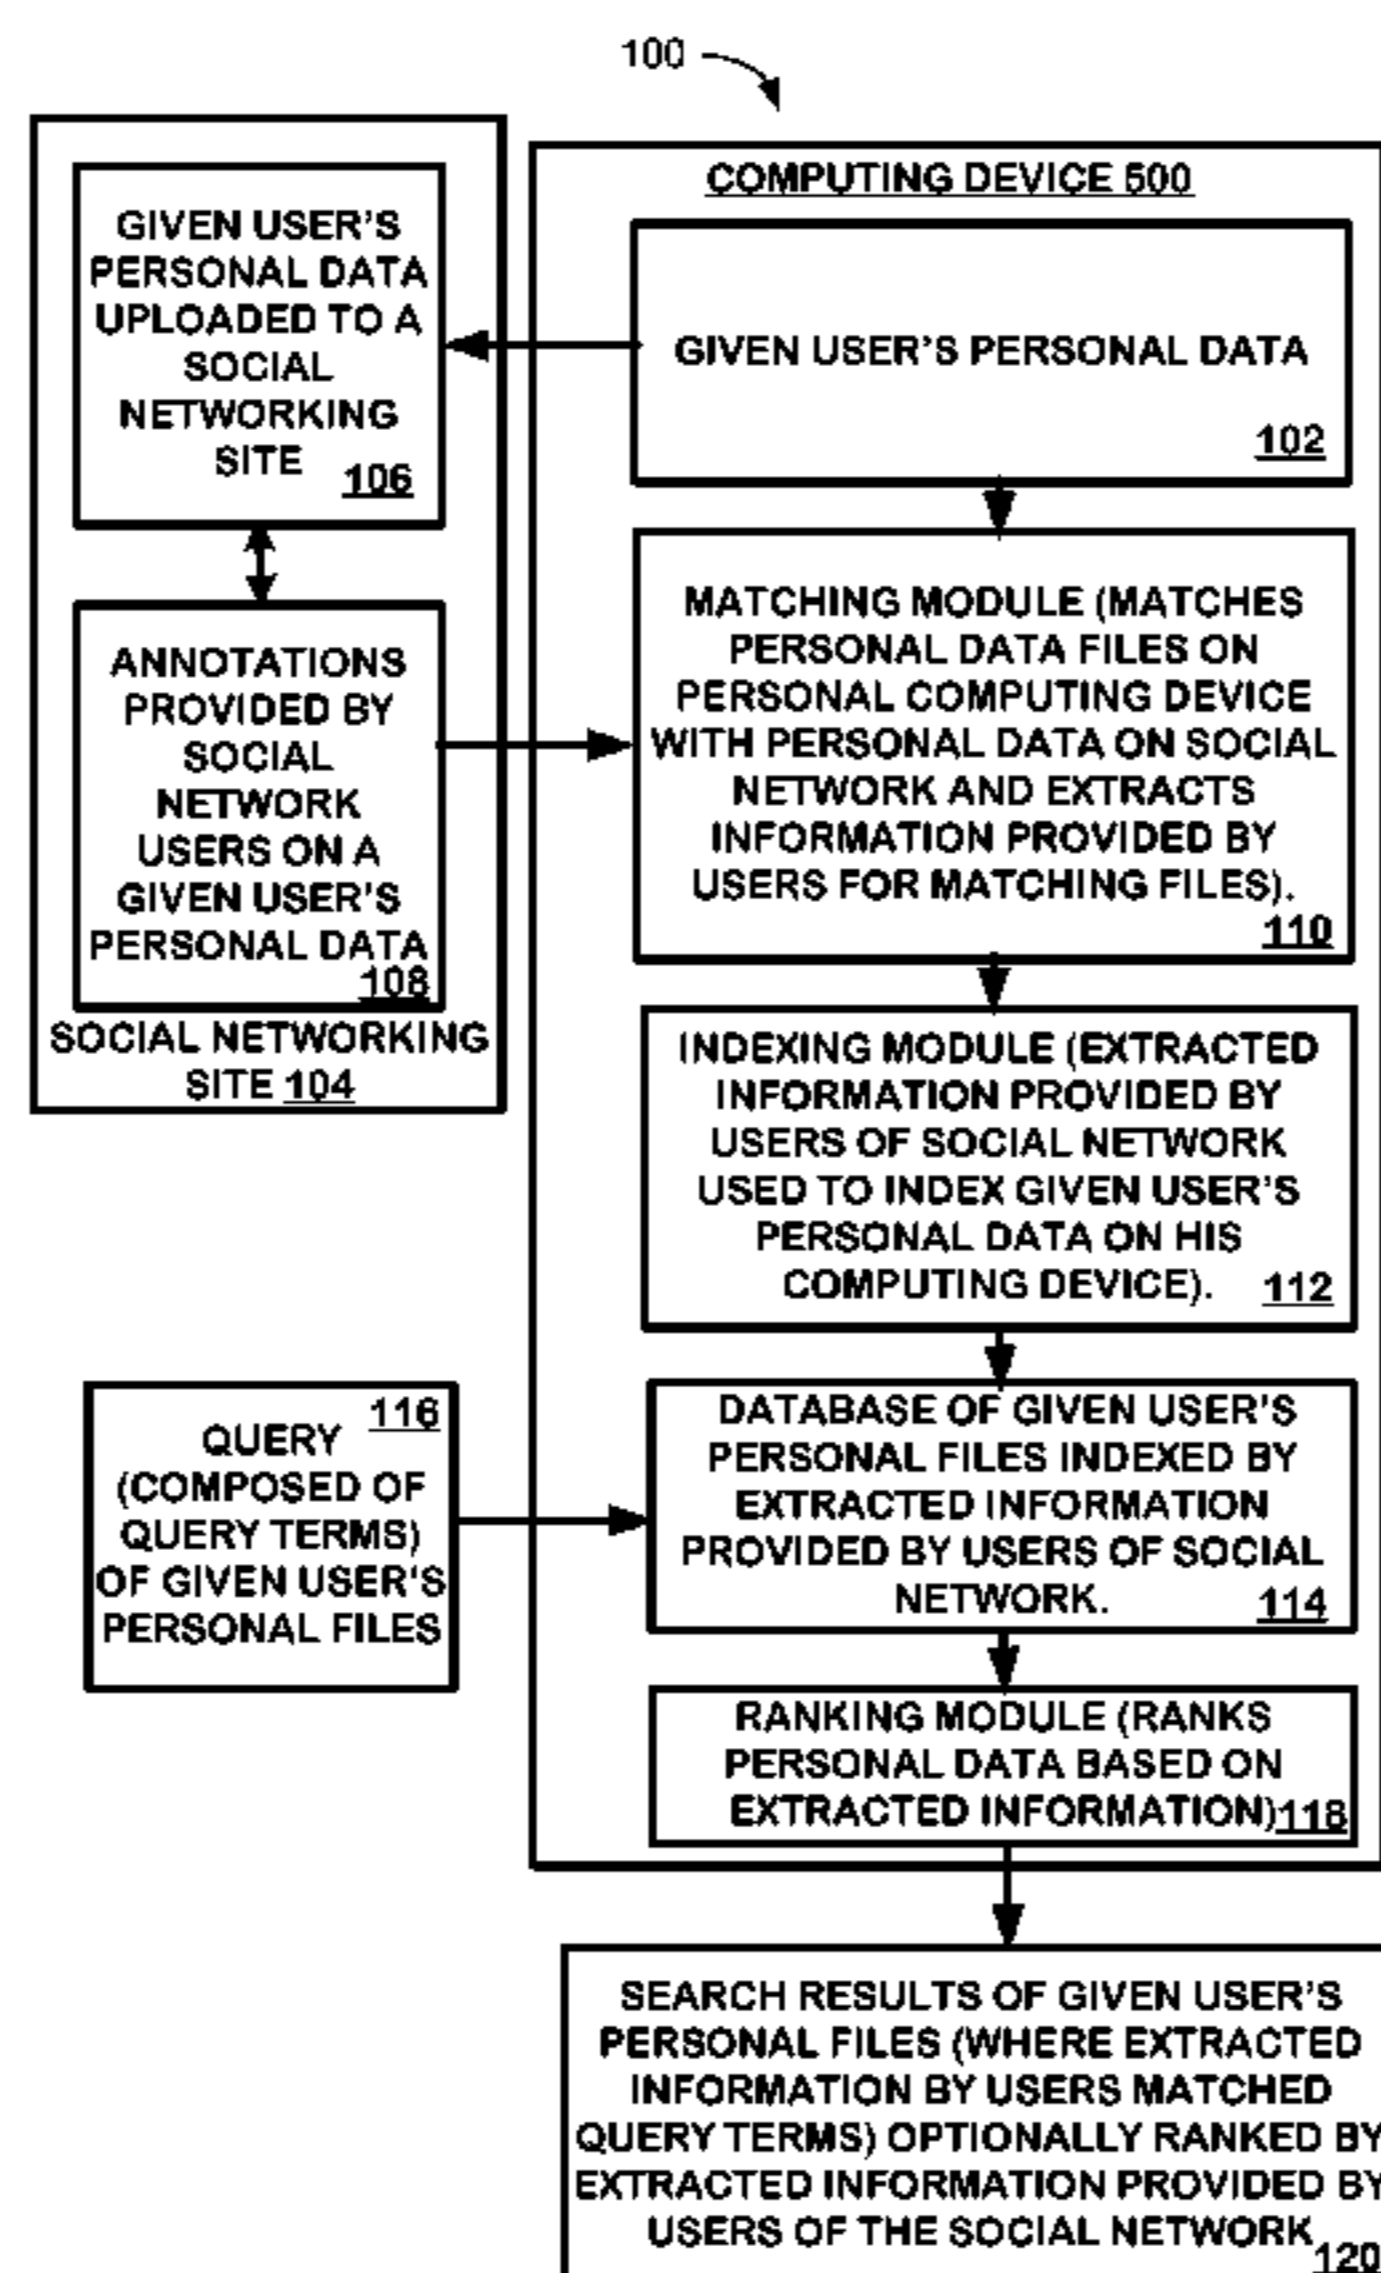 100
GIVEN USER'S
PERSONAL DATA
UPLOADED TO A
SOCIAL
NETWORKING
SITE
106
ANNOTATIONS
PROVIDED BY
SOCIAL
NETWORK
USERS ON A
GIVEN USER'S
PERSONAL DATA
108
SOCIAL NETWORKING
SITE 104
COMPUTING DEVICE 500
GIVEN USER'S PERSONAL DATA
102
MATCHING MODULE (MATCHES
PERSONAL DATA FILES ON
PERSONAL COMPUTING DEVICE
WITH PERSONAL DATA ON SOCIAL
NETWORK AND EXTRACTS
INFORMATION PROVIDED BY
USERS FOR MATCHING FILES).
110
INDEXING MODULE (EXTRACTED
INFORMATION PROVIDED BY
USERS OF SOCIAL NETWORK
USED TO INDEX GIVEN USER'S
PERSONAL DATA ON HIS
COMPUTING DEVICE).
112
116
QUERY
(COMPOSED OF
QUERY TERMS)
OF GIVEN USER'S
PERSONAL FILES
DATABASE OF GIVEN USER'S
PERSONAL FILES INDEXED BY
EXTRACTED INFORMATION
PROVIDED BY USERS OF SOCIAL
NETWORK.
114
RANKING MODULE (RANKS
PERSONAL DATA BASED ON
EXTRACTED INFORMATION)
118
SEARCH RESULTS OF GIVEN USER'S
PERSONAL FILES (WHERE EXTRACTED
INFORMATION BY USERS MATCHED
QUERY TERMS) OPTIONALLY RANKED BY
EXTRACTED INFORMATION PROVIDED BY
USERS OF THE SOCIAL NETWORK
120